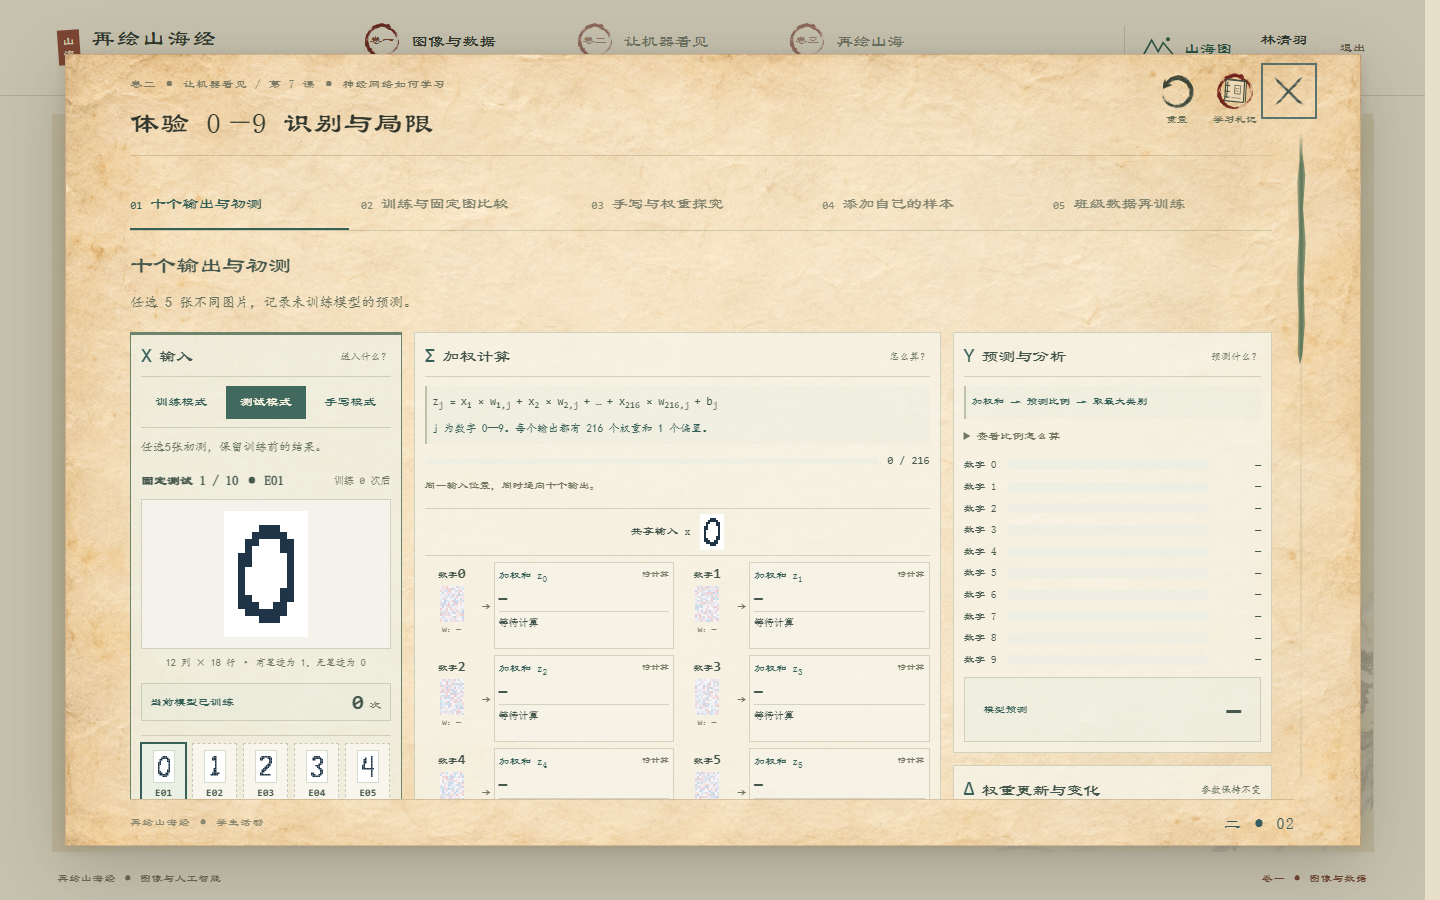 山海
再绘山海经
卷一 图像与数据
卷二 让机器看见
卷三 再绘山海
山海图
林清羽
退出
卷二 ● 让机器看见 / 第 7 课 ● 神经网络如何学习
体验 0—9 识别与局限
重置
学习札记
01 十个输出与初测
02 训练与固定图比较
03 手写与权重探究
04 添加自己的样本
05 班级数据再训练
十个输出与初测
任选 5 张不同图片，记录未训练模型的预测。
X 输入
送入什么？
训练模式
测试模式
手写模式
任选5张初测，保留训练前的结果。
固定测试 1 / 10 ● E01
训练 0 次后
12 列 × 18 行 · 有笔迹为 1，无笔迹为 0
当前模型已训练
0 次
0 1 2 3 4
E01 E02 E03 E04 E05
Σ 加权计算
怎么算？
zj = x1 × w1,j + x2 × w2,j + … + x216 × w216,j + bj
j 为数字 0—9。每个输出都有 216 个权重和 1 个偏置。
0 / 216
同一输入位置，同时通向十个输出。
共享输入 x 0
数字0
W: —
→
加权和 z0
待计算
—
等待计算
数字1
W: —
→
加权和 z1
待计算
—
等待计算
数字2
W: —
→
加权和 z2
待计算
—
等待计算
数字3
W: —
→
加权和 z3
待计算
—
等待计算
数字4
→
加权和 z4
待计算
—
数字5
→
加权和 z5
待计算
—
Y 预测与分析
预测什么？
加权和 → 预测比例 → 取最大类别
▶ 查看比例怎么算
数字 0 —
数字 1 —
数字 2 —
数字 3 —
数字 4 —
数字 5 —
数字 6 —
数字 7 —
数字 8 —
数字 9 —
模型预测 —
Δ 权重更新与变化
参数保持不变
再绘山海经 ● 学生活动
二 ● 02
再绘山海经 ● 图像与人工智能
卷一 ● 图像与数据